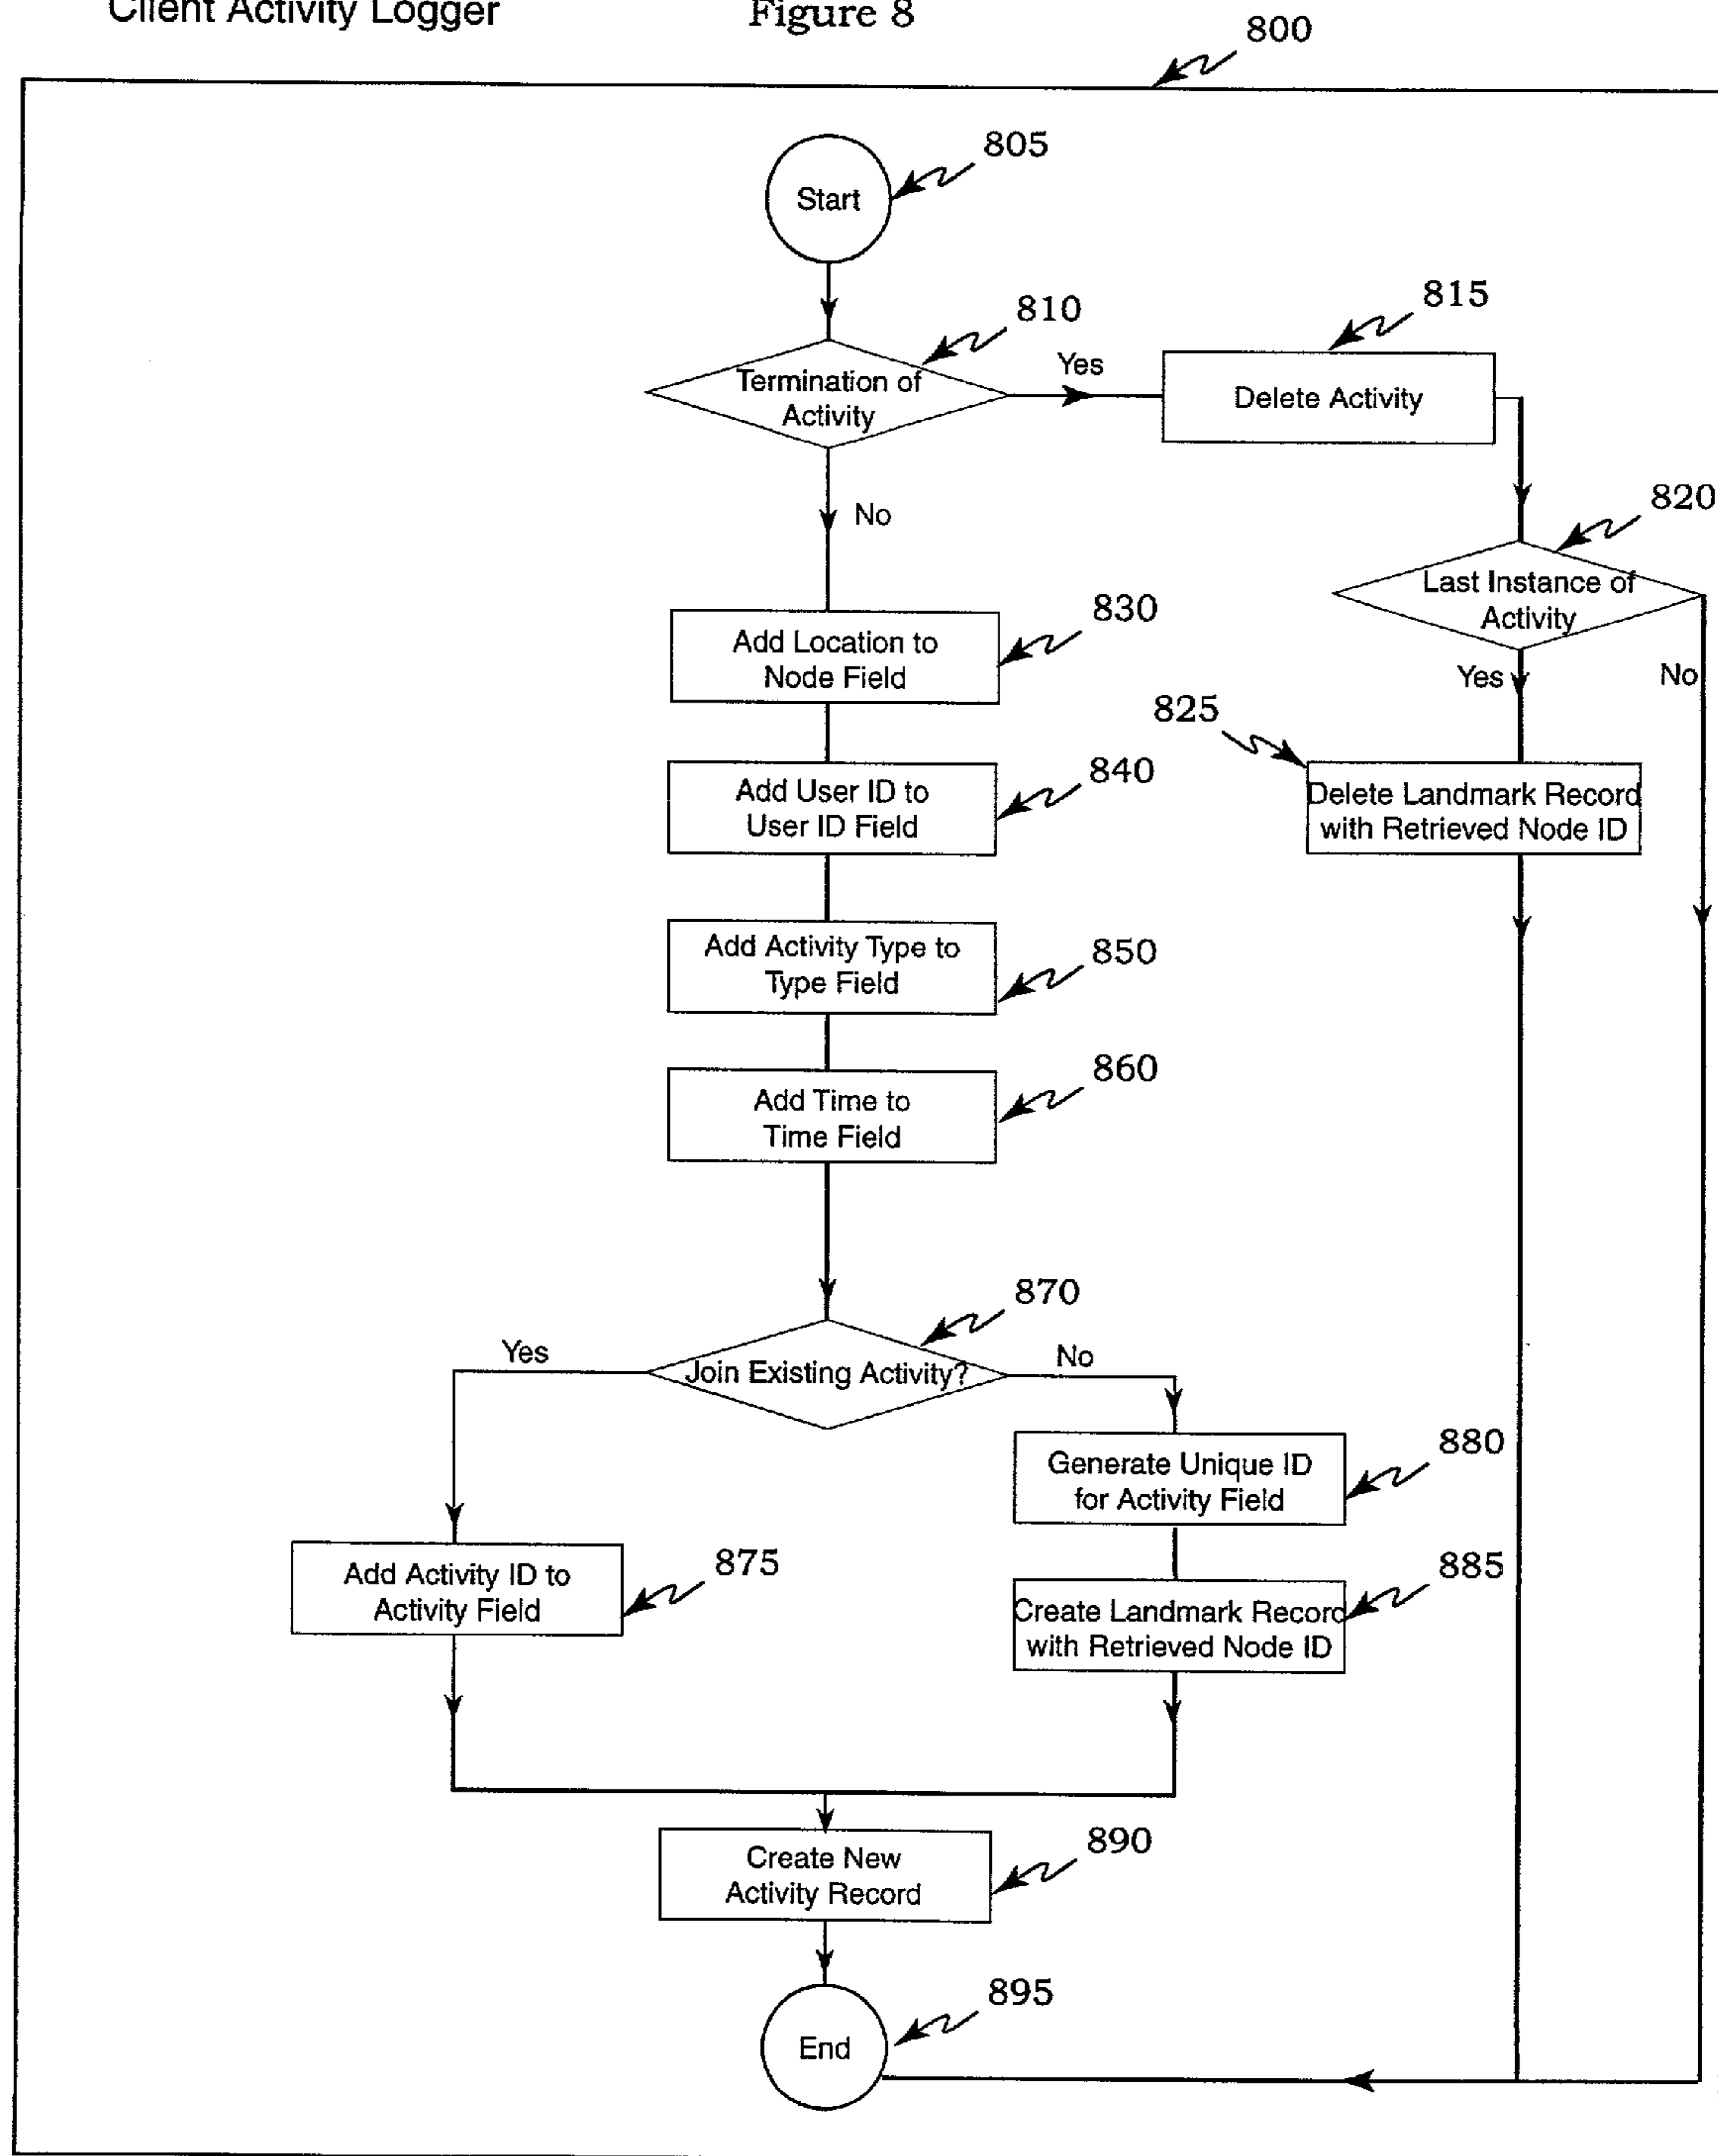 Client Activity Logger
Figure 8
800
805
Start
810
815
Termination of
Activity
Yes
Delete Activity
No
820
Last Instance of
Activity
Yes
No
830
Add Location to
Node Field
825
Delete Landmark Record
with Retrieved Node ID
840
Add User ID to
User ID Field
850
Add Activity Type to
Type Field
860
Add Time to
Time Field
870
Join Existing Activity?
Yes
No
880
Generate Unique ID
for Activity Field
875
Add Activity ID to
Activity Field
885
Create Landmark Record
with Retrieved Node ID
890
Create New
Activity Record
895
End